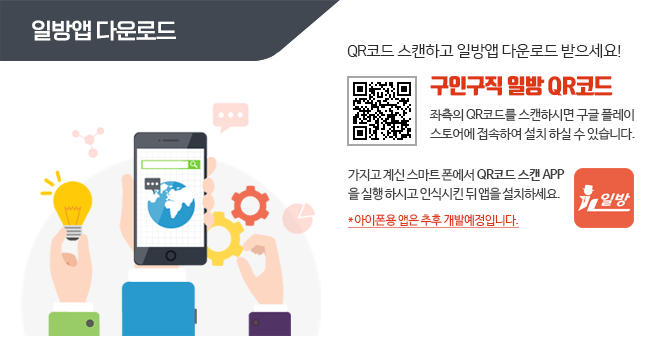 일방앱 다운로드
QR코드 스캔하고 일방앱 다운로드 받으세요!
구인구직 일방 QR코드
좌측의 QR코드를 스캔하시면 구글 플레이
스토어에 접속하여 설치 하실 수 있습니다.
가지고 계신 스마트 폰에서 QR코드 스캔 APP
을 실행 하시고 인식시킨 뒤 앱을 설치하세요.
*아이폰용 앱은 추후 개발예정입니다.
일방